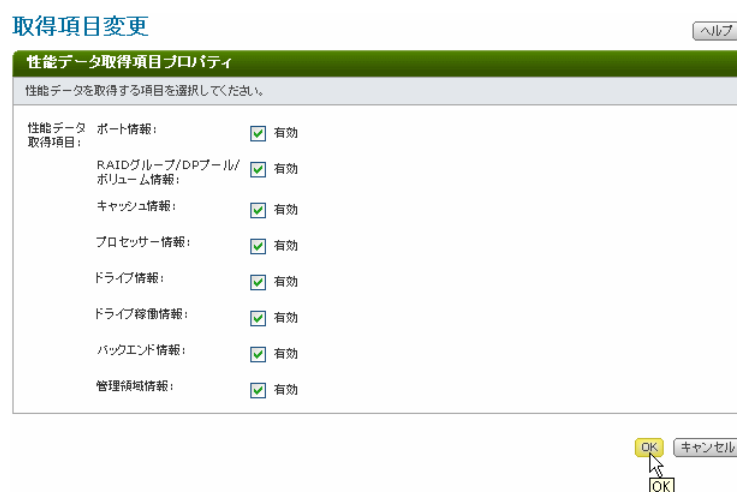 取得項目変更
ヘルプ
性能データ取得項目プロパティ
性能データを取得する項目を選択してください。
性能データ ポート情報: 有効
取得項目:
RAIDグループ/DPプール/ 有効
ボリューム情報:
キャッシュ情報: 有効
プロセッサー情報: 有効
ドライブ情報: 有効
ドライブ稼働情報: 有効
バックエンド情報: 有効
管理領域情報: 有効
OK キャンセル
OK